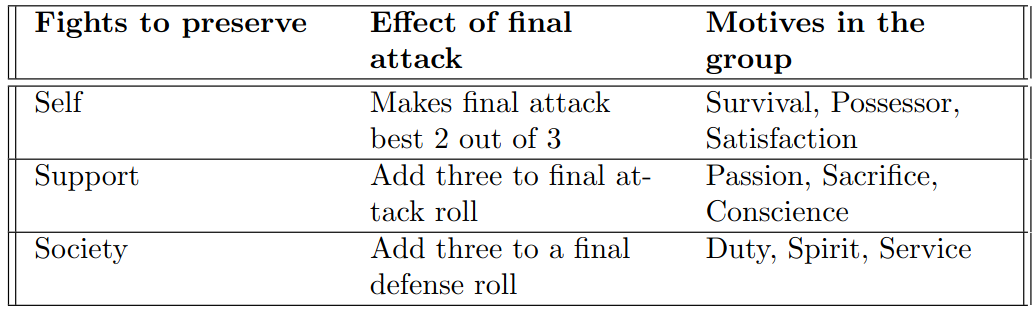 Fights to preserve
Effect of final
attack
Motives in the
group
Self
Makes final attack
best 2 out of 3
Survival, Possessor,
Satisfaction
Support
Add three to final at-
tack roll
Passion, Sacrifice,
Conscience
Society
Add three to a final
defense roll
Duty, Spirit, Service